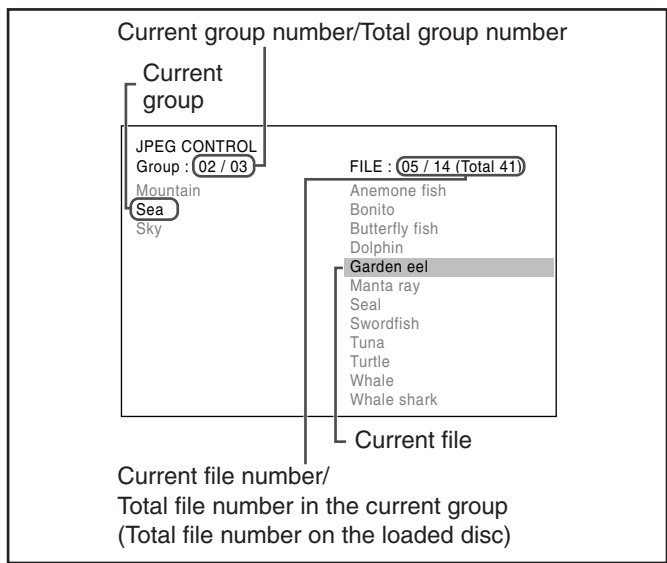 Current group number/Total group number
Current
group
JPEG CONTROL
Group : 02 / 03
Mountain
Sea
Sky
FILE : 05 / 14 (Total 41)
Anemone fish
Bonito
Butterfly fish
Dolphin
Garden eel
Manta ray
Seal
Swordfish
Tuna
Turtle
Whale
Whale shark
Current file
Current file number/
Total file number in the current group
(Total file number on the loaded disc)